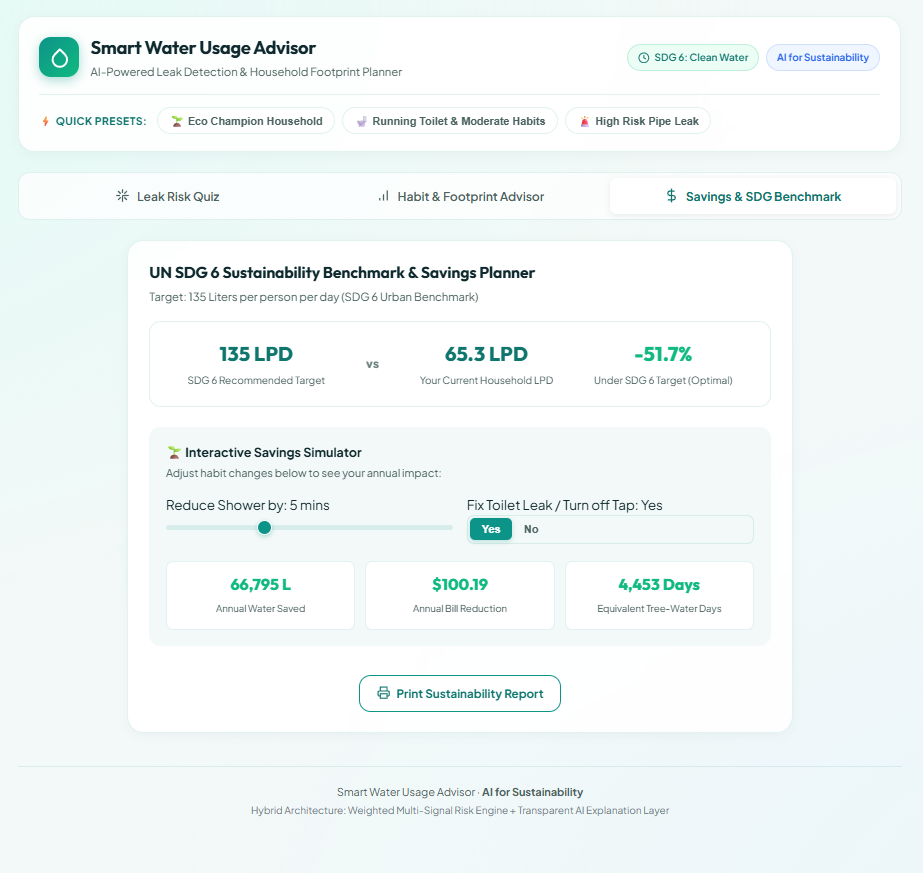 Smart Water Usage Advisor
AI-Powered Leak Detection & Household Footprint Planner
SDG 6: Clean Water
AI for Sustainability
QUICK PRESETS:
Eco Champion Household
Running Toilet & Moderate Habits
High Risk Pipe Leak
Leak Risk Quiz
Habit & Footprint Advisor
Savings & SDG Benchmark
UN SDG 6 Sustainability Benchmark & Savings Planner
Target: 135 Liters per person per day (SDG 6 Urban Benchmark)
135 LPD
SDG 6 Recommended Target
vs
65.3 LPD
Your Current Household LPD
-51.7%
Under SDG 6 Target (Optimal)
Interactive Savings Simulator
Adjust habit changes below to see your annual impact:
Reduce Shower by: 5 mins
Fix Toilet Leak / Turn off Tap: Yes
Yes
No
66,795 L
Annual Water Saved
$100.19
Annual Bill Reduction
4,453 Days
Equivalent Tree-Water Days
Print Sustainability Report
Smart Water Usage Advisor · AI for Sustainability
Hybrid Architecture: Weighted Multi-Signal Risk Engine + Transparent AI Explanation Layer